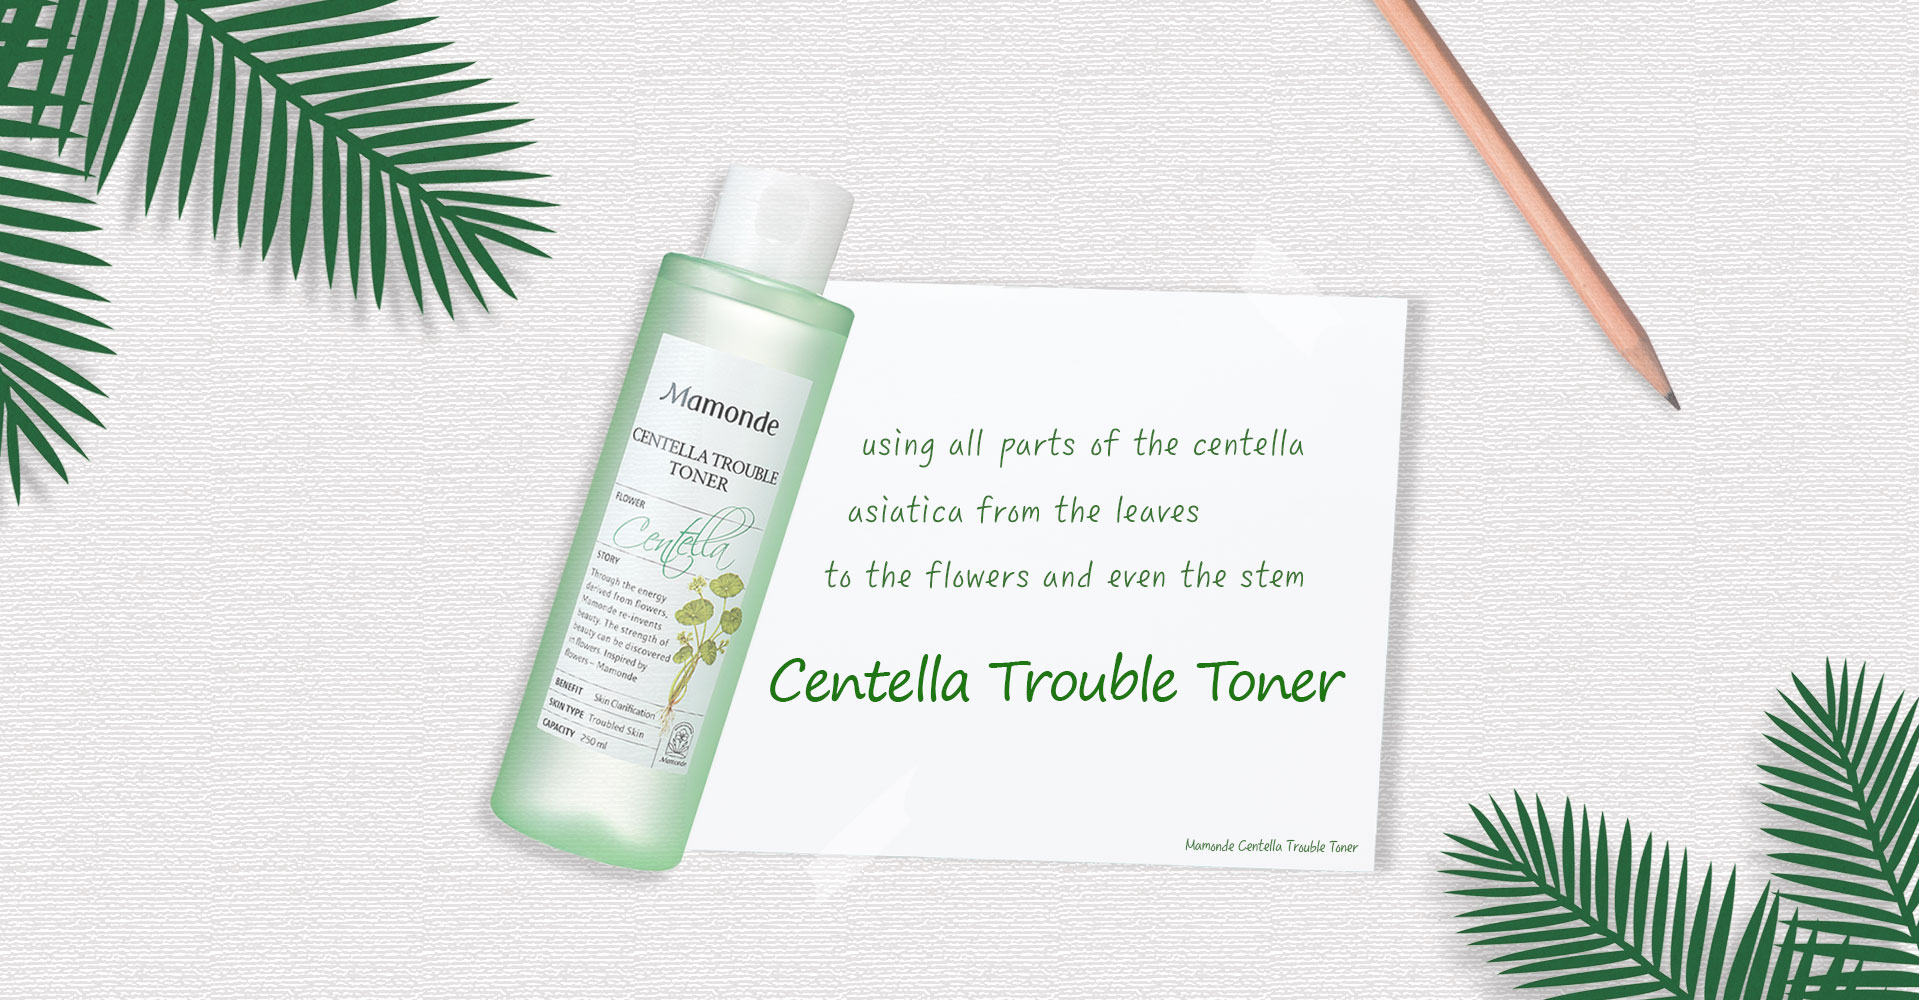 Mamonde
CENTELLA TROUBLE
TONER
FLOWER
Centella
STORY
Through the energy
derived from flowers,
Mamonde re-invents
beauty. The strength of
beauty can be discovered
in flowers. Inspired by
flowers – Mamonde
BENEFIT Skin Clarification
SKIN TYPE Troubled Skin
CAPACITY 250 ml
Mamonde
using all parts of the centella
asiatica from the leaves
to the flowers and even the stem
Centella Trouble Toner
Mamonde Centella Trouble Toner